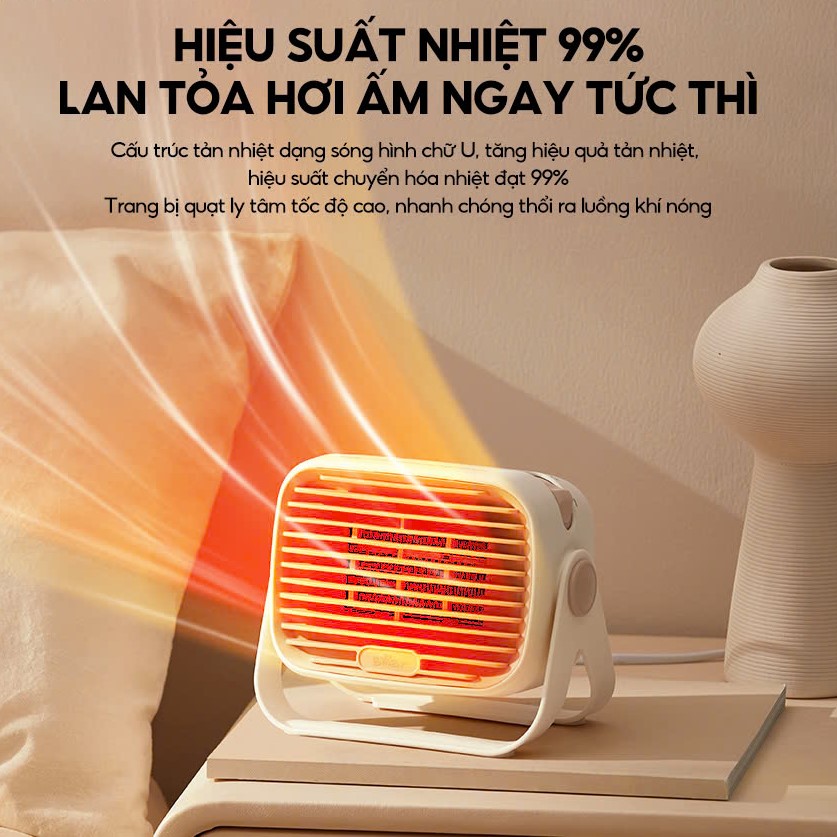 HIỆU SUẤT NHIỆT 99%
LAN TỎA HƠI ẤM NGAY TỨC THÌ
Cấu trúc tản nhiệt dạng sóng hình chữ U, tăng hiệu quả tản nhiệt,
hiệu suất chuyển hóa nhiệt đạt 99%
Trang bị quạt ly tâm tốc độ cao, nhanh chóng thổi ra luồng khí nóng